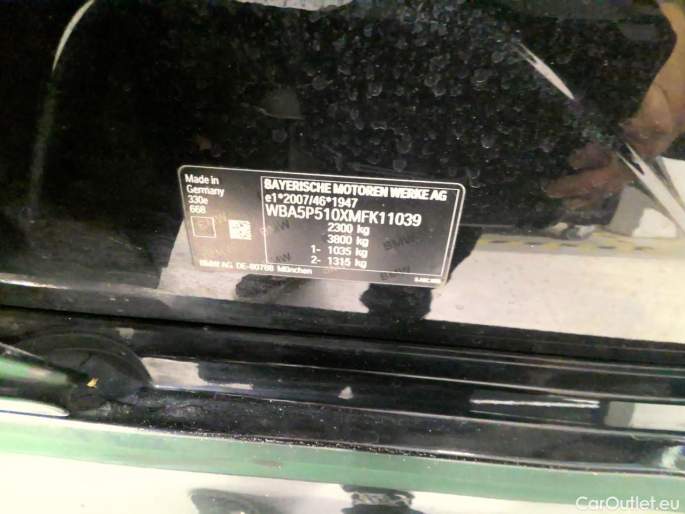 Made in
Germany
330e
668
BAYERISCHE MOTOREN WERKE AG
e1*2007/46*1947
WBA5P510XMFK11039
2300 kg
3800 kg
1- 1035 kg
2- 1315 kg
BMW AG DE-80788 München
CarOutlet.eu